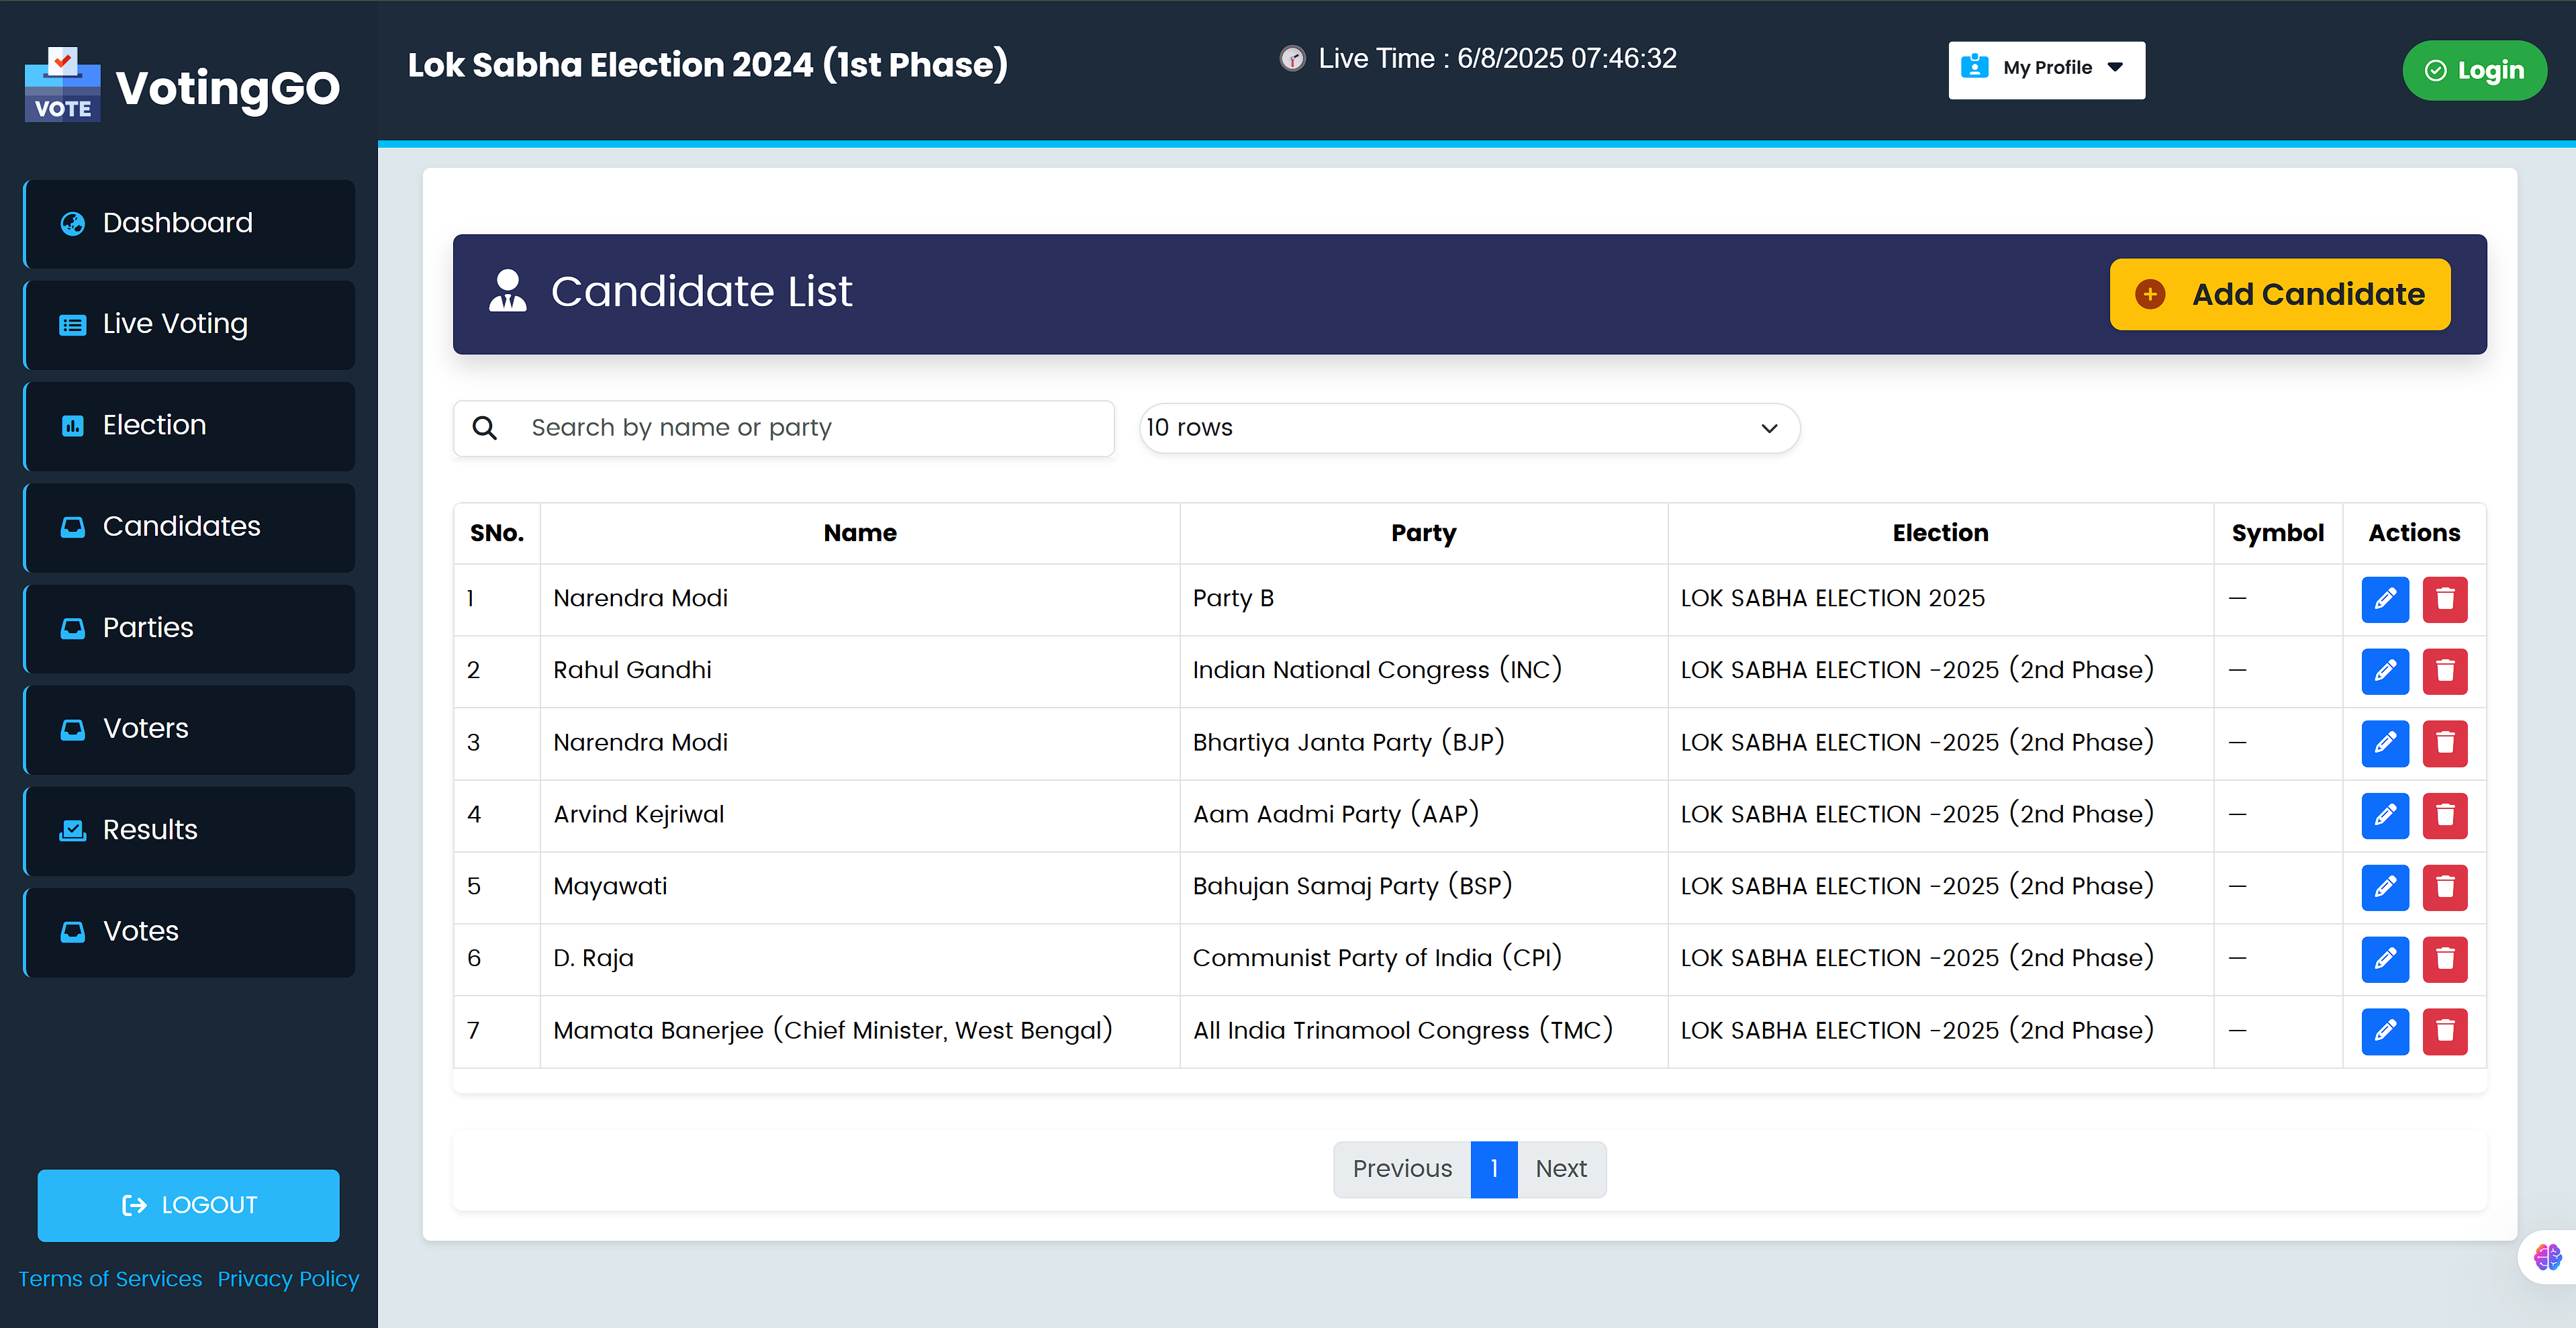 VOTE VotingGO
Lok Sabha Election 2024 (1st Phase)
Live Time : 6/8/2025 07:46:32
My Profile
Login
Dashboard
Live Voting
Election
Candidates
Parties
Voters
Results
Votes
LOGOUT
Terms of Services Privacy Policy
Candidate List
Add Candidate
Search by name or party
10 rows
SNo. Name Party Election Symbol Actions
1 Narendra Modi Party B LOK SABHA ELECTION 2025 —
2 Rahul Gandhi Indian National Congress (INC) LOK SABHA ELECTION -2025 (2nd Phase) —
3 Narendra Modi Bhartiya Janta Party (BJP) LOK SABHA ELECTION -2025 (2nd Phase) —
4 Arvind Kejriwal Aam Aadmi Party (AAP) LOK SABHA ELECTION -2025 (2nd Phase) —
5 Mayawati Bahujan Samaj Party (BSP) LOK SABHA ELECTION -2025 (2nd Phase) —
6 D. Raja Communist Party of India (CPI) LOK SABHA ELECTION -2025 (2nd Phase) —
7 Mamata Banerjee (Chief Minister, West Bengal) All India Trinamool Congress (TMC) LOK SABHA ELECTION -2025 (2nd Phase) —
Previous 1 Next